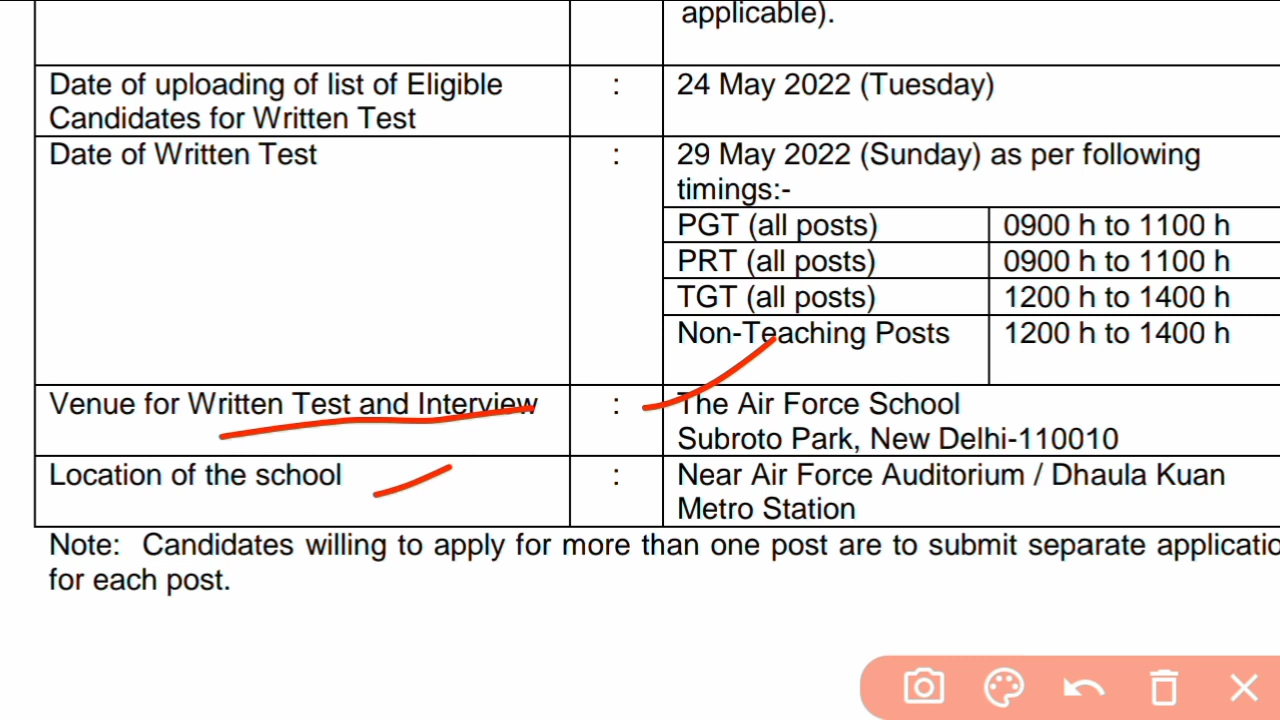 applicable).
Date of uploading of list of Eligible
Candidates for Written Test
:
24 May 2022 (Tuesday)
Date of Written Test
:
29 May 2022 (Sunday) as per following
timings:-
PGT (all posts)
0900 h to 1100 h
PRT (all posts)
0900 h to 1100 h
TGT (all posts)
1200 h to 1400 h
Non-Teaching Posts
1200 h to 1400 h
Venue for Written Test and Interview
:
The Air Force School
Subroto Park, New Delhi-110010
Location of the school
:
Near Air Force Auditorium / Dhaula Kuan
Metro Station
Note: Candidates willing to apply for more than one post are to submit separate applicatio
for each post.